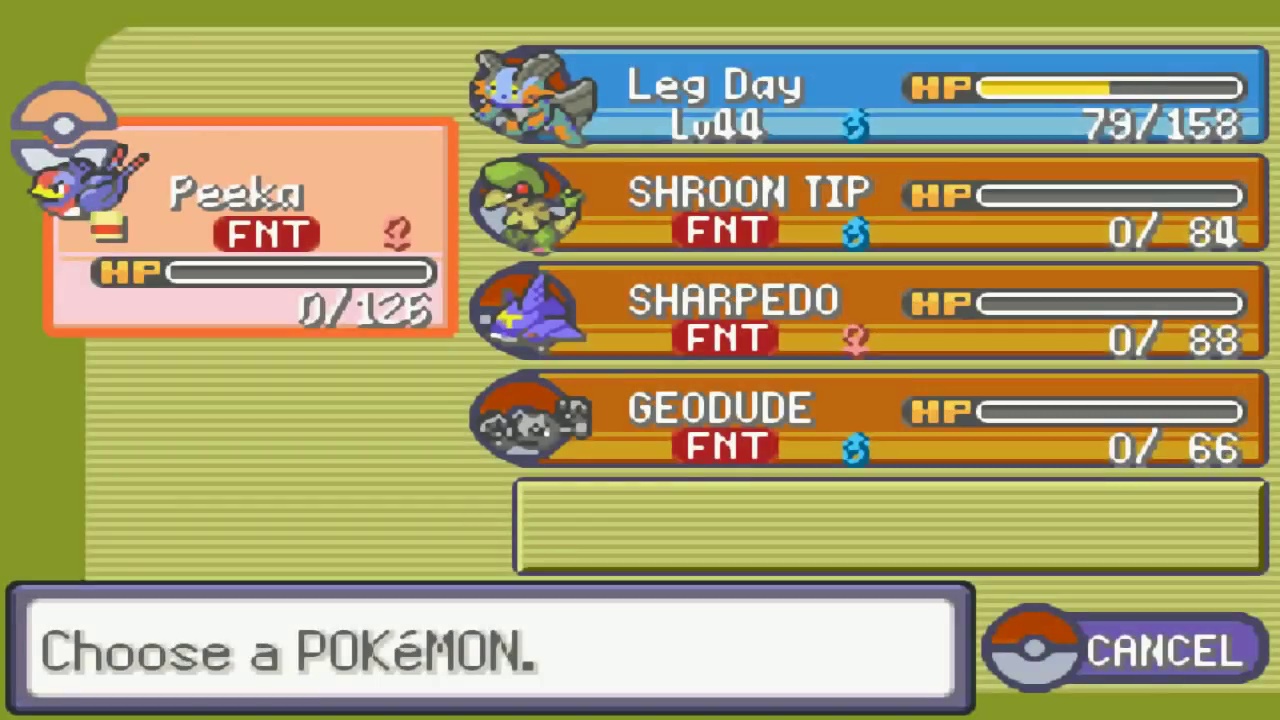 Peeka
FNT ♀
HP
0/126
Leg Day HP
Lv44 ♂ 79/158
SHROON TIP HP
FNT ♂ 0/ 84
SHARPEDO HP
FNT ♀ 0/ 88
GEODUDE HP
FNT ♂ 0/ 66
Choose a POKéMON.
CANCEL